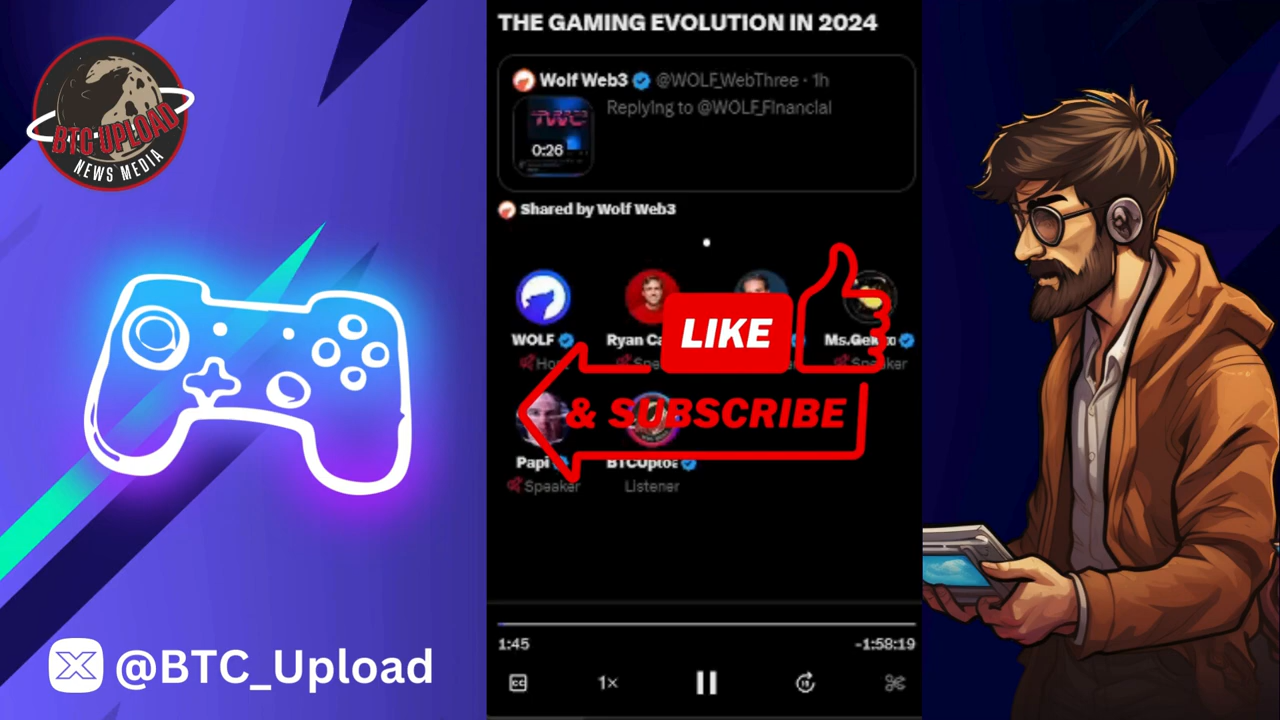 BTC UPLOAD
NEWS MEDIA
@BTC_Upload
THE GAMING EVOLUTION IN 2024
Wolf Web3 @WOLF_WebThree · 1h
Replying to @WOLF_FInancial
TWC
0:26
Shared by Wolf Web3
WOLF Ryan Ms.Gekko
LIKE
& SUBSCRIBE
Papi
Speaker Listener
1:45 -1:58:19
CC 1× 15